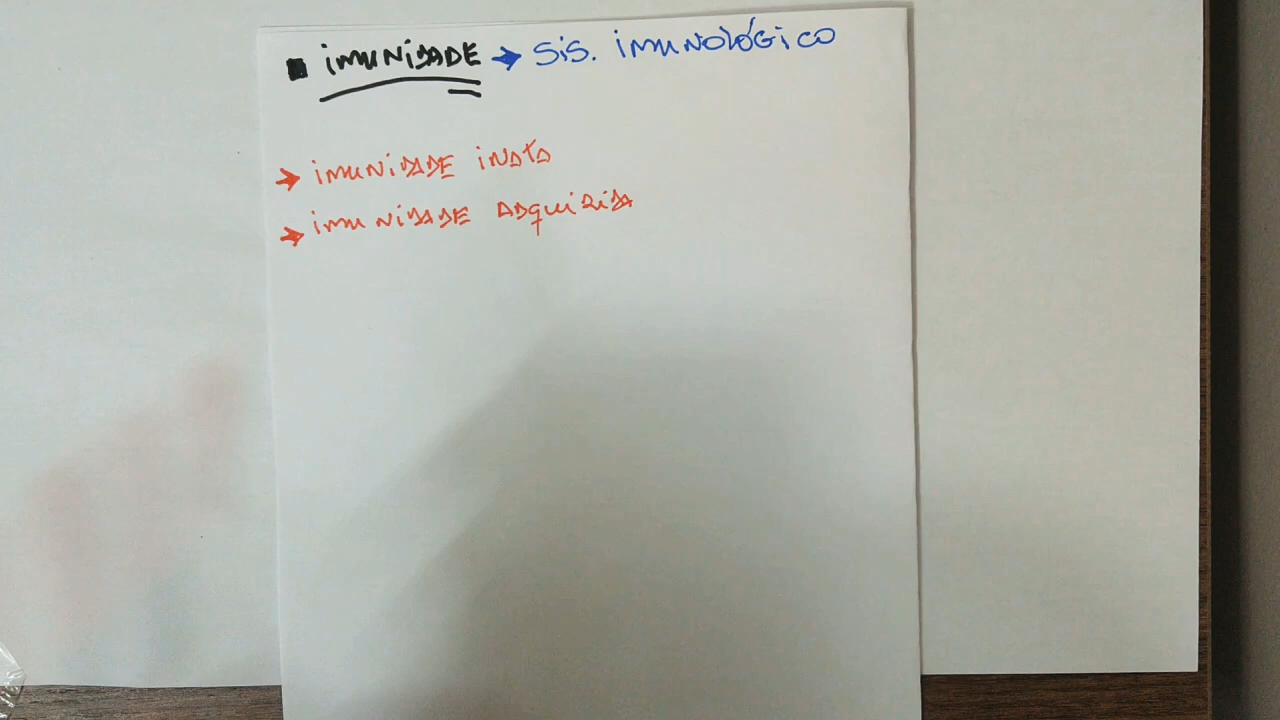 ■ IMUNIDADE → SIS. IMUNOLÓGICO
→ IMUNIDADE INATA
→ IMUNIDADE ADQUIRIDA